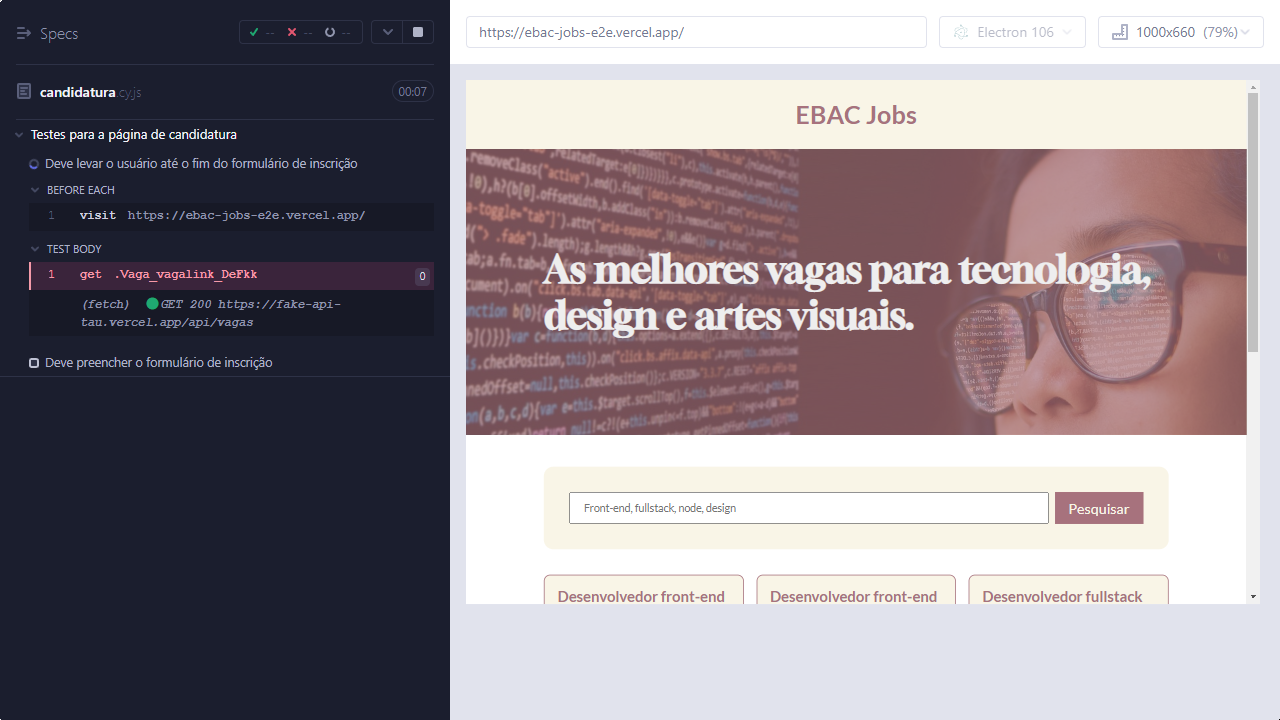 Specs
-- -- --
candidatura.cy.js
00:07
Testes para a página de candidatura
Deve levar o usuário até o fim do formulário de inscrição
BEFORE EACH
1 visit https://ebac-jobs-e2e.vercel.app/
TEST BODY
1 get .Vaga_vagalink_DeFkk 0
(fetch) GET 200 https://fake-api-
tau.vercel.app/api/vagas
Deve preencher o formulário de inscrição
https://ebac-jobs-e2e.vercel.app/
Electron 106
1000x660 (79%)
EBAC Jobs
As melhores vagas para tecnologia,
design e artes visuais.
Front-end, fullstack, node, design
Pesquisar
Desenvolvedor front-end
Desenvolvedor front-end
Desenvolvedor fullstack